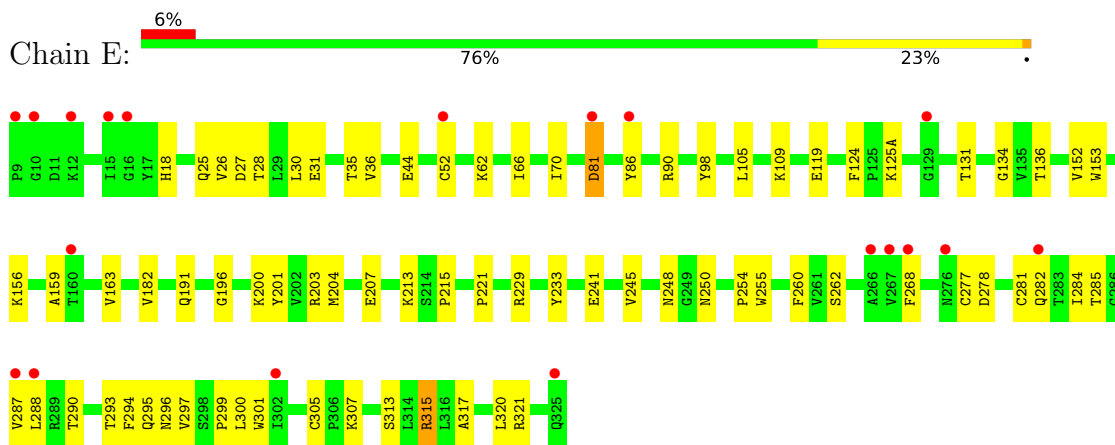 6%
Chain E:
76% 23% •
P9 G10 D11 K12 I15 G16 Y17 H18 Q25 V26 D27 T28 L29 L30 E31 T35 V36 E44 C52 K62 I66 I70 D81 Y86 R90 Y98 L105 K109 E119 F124 P125 K125A G129 T131 G134 V135 T136 V152 W153
K156 A159 T160 V163 V182 Q191 G196 K200 Y201 V202 R203 M204 E207 K213 S214 P215 P221 R229 Y233 E241 V245 N248 G249 N250 P254 W255 F260 V261 S262 A266 V267 F268 N276 C277 D278 C281 Q282 T283 I284 T285 G286
V287 L288 R289 T290 T293 F294 Q295 N296 V297 S298 P299 L300 W301 I302 C305 P306 K307 S313 L314 R315 L316 A317 L320 R321 Q325